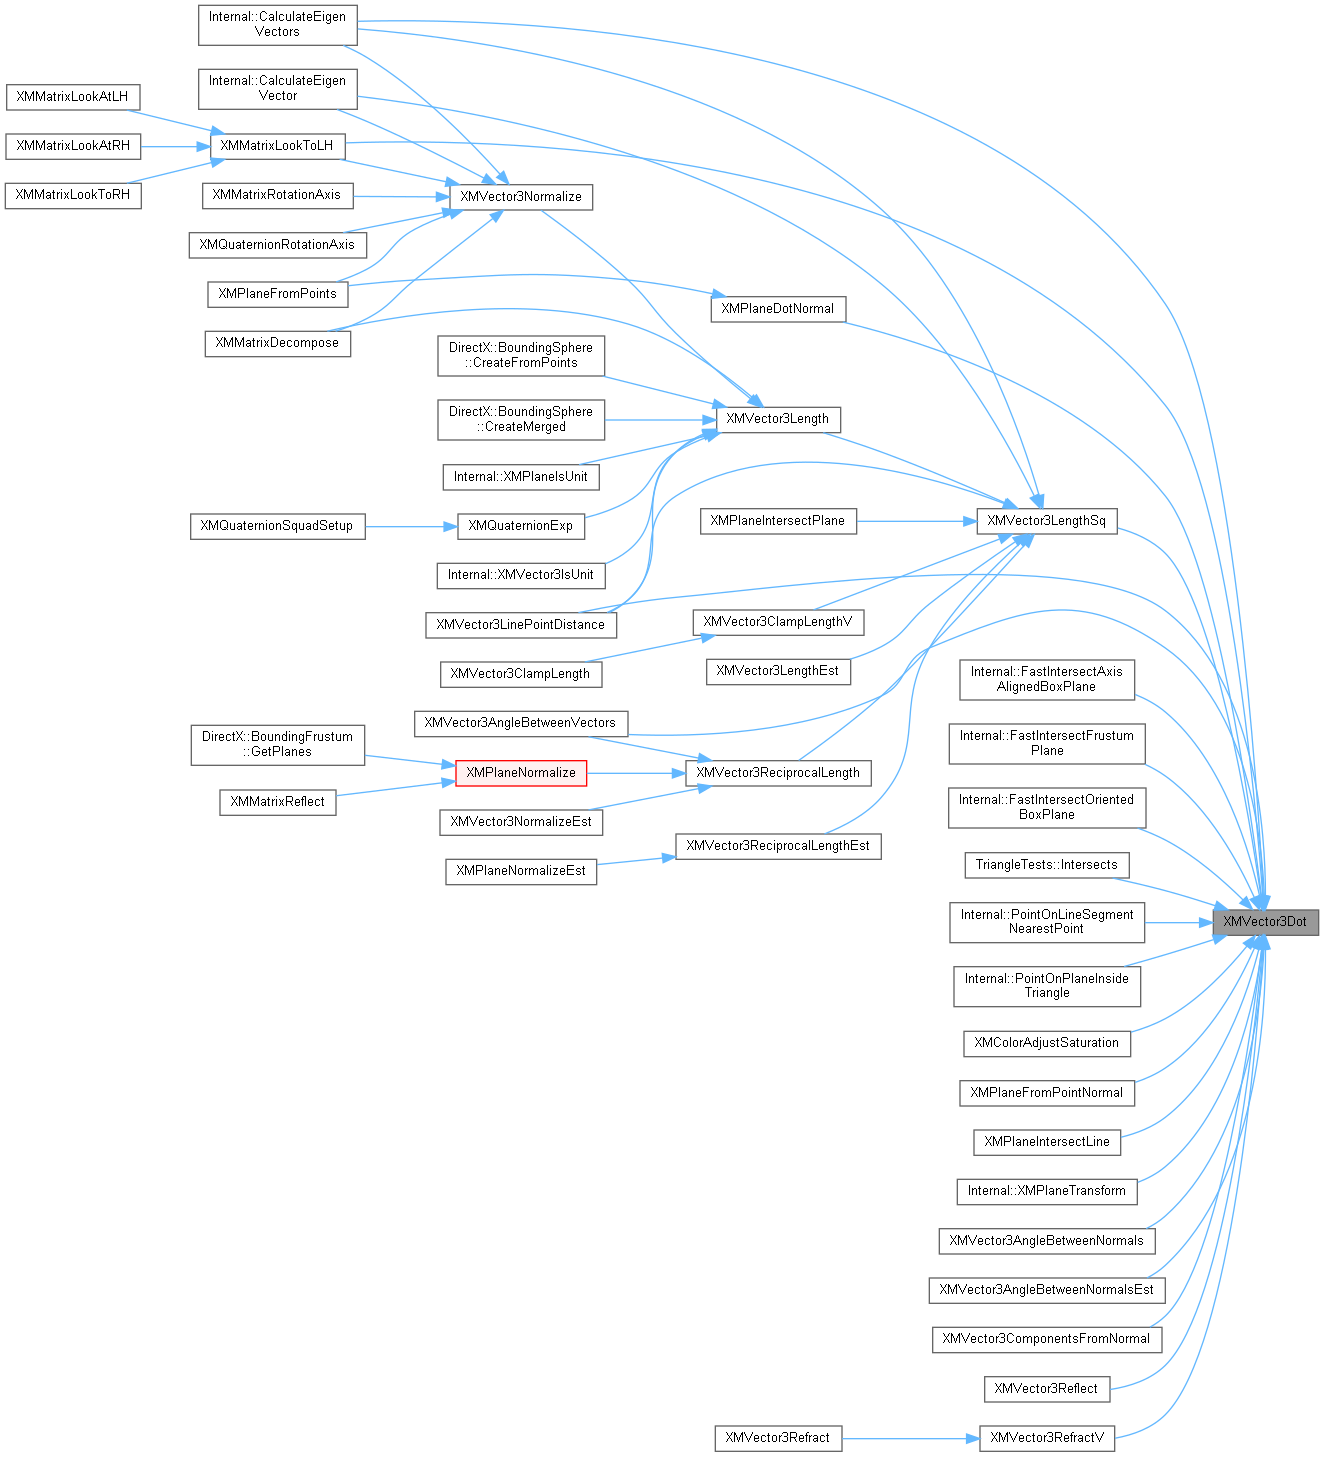 Internal::CalculateEigen
Vectors
Internal::CalculateEigen
Vector
XMMatrixLookAtLH
XMMatrixLookAtRH
XMMatrixLookToLH
XMMatrixLookToRH
XMMatrixRotationAxis
XMVector3Normalize
XMQuaternionRotationAxis
XMPlaneFromPoints
XMPlaneDotNormal
XMMatrixDecompose
DirectX::BoundingSphere
::CreateFromPoints
DirectX::BoundingSphere
::CreateMerged
XMVector3Length
Internal::XMPlaneIsUnit
XMQuaternionSquadSetup
XMQuaternionExp
XMPlaneIntersectPlane
XMVector3LengthSq
Internal::XMVector3IsUnit
XMVector3LinePointDistance
XMVector3ClampLengthV
XMVector3ClampLength
XMVector3LengthEst
Internal::FastIntersectAxis
AlignedBoxPlane
XMVector3AngleBetweenVectors
DirectX::BoundingFrustum
::GetPlanes
Internal::FastIntersectFrustum
Plane
XMPlaneNormalize
XMVector3ReciprocalLength
XMMatrixReflect
Internal::FastIntersectOriented
BoxPlane
XMVector3NormalizeEst
XMVector3ReciprocalLengthEst
XMPlaneNormalizeEst
TriangleTests::Intersects
Internal::PointOnLineSegment
NearestPoint
XMVector3Dot
Internal::PointOnPlaneInside
Triangle
XMColorAdjustSaturation
XMPlaneFromPointNormal
XMPlaneIntersectLine
Internal::XMPlaneTransform
XMVector3AngleBetweenNormals
XMVector3AngleBetweenNormalsEst
XMVector3ComponentsFromNormal
XMVector3Reflect
XMVector3Refract
XMVector3RefractV